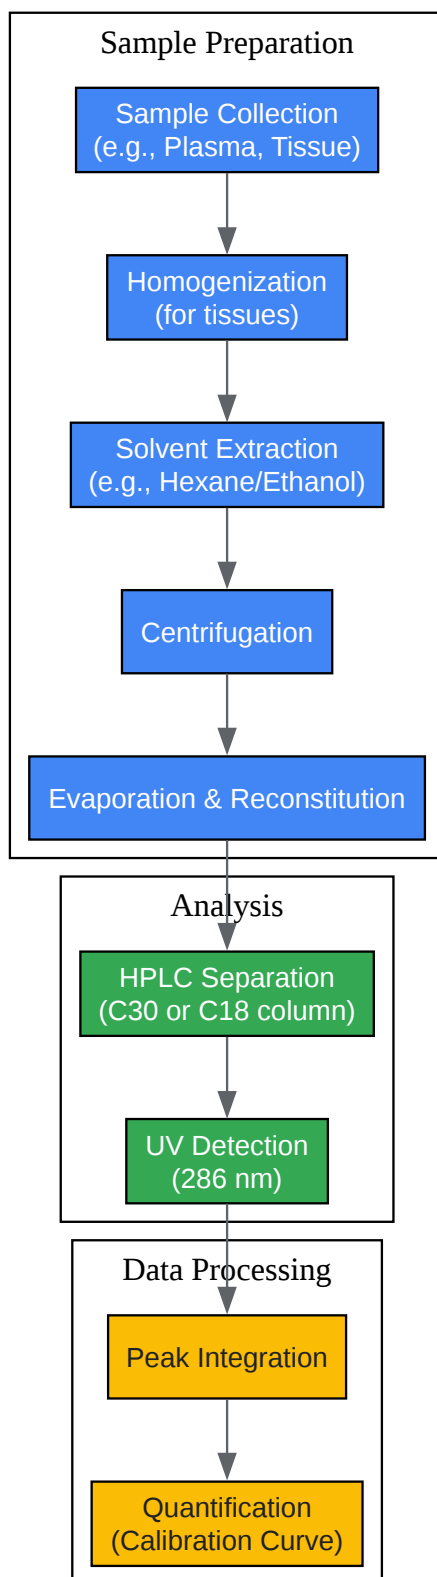 Sample Preparation
Sample Collection
(e.g., Plasma, Tissue)
Homogenization
(for tissues)
Solvent Extraction
(e.g., Hexane/Ethanol)
Centrifugation
Evaporation & Reconstitution
Analysis
HPLC Separation
(C30 or C18 column)
UV Detection
(286 nm)
Data Processing
Peak Integration
Quantification
(Calibration Curve)